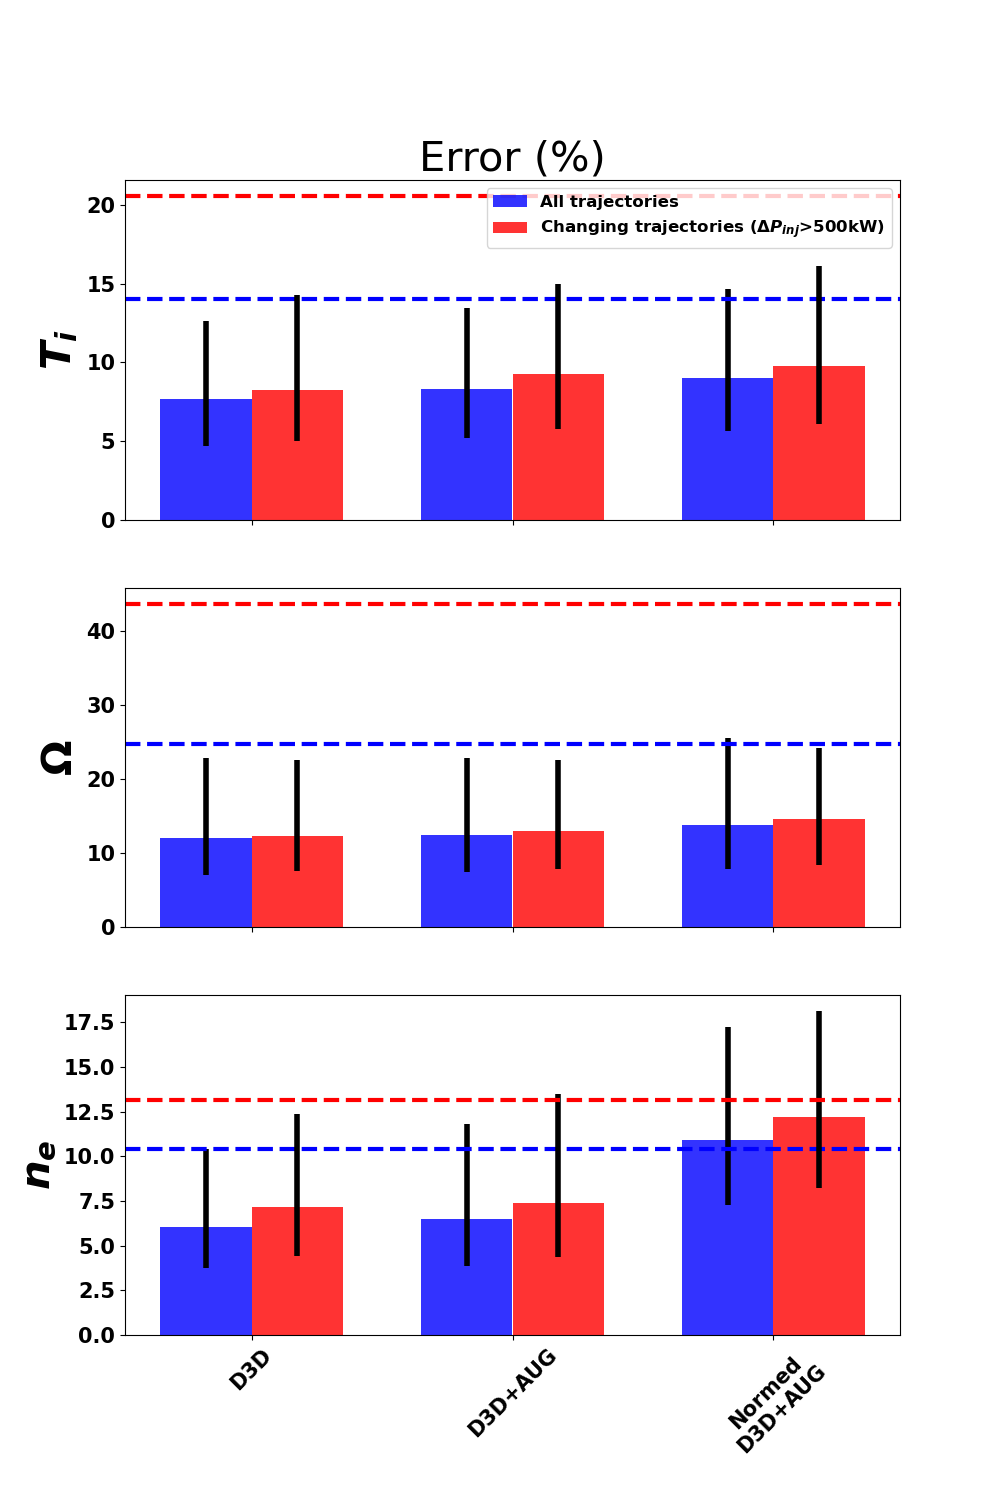 Error (%)
20
15
10
5
0
T_i
All trajectories
Changing trajectories (ΔP_inj>500kW)
40
30
20
10
0
Ω
17.5
15.0
12.5
10.0
7.5
5.0
2.5
0.0
n_e
D3D
D3D+AUG
Normed
D3D+AUG